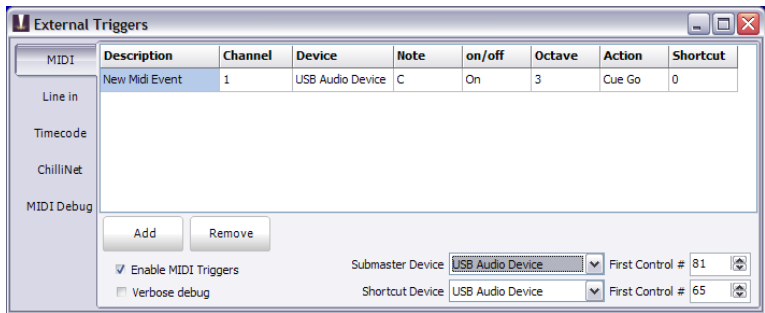 External Triggers
MIDI
Line in
Timecode
ChilliNet
MIDI Debug
Description Channel Device Note on/off Octave Action Shortcut
New Midi Event 1 USB Audio Device C On 3 Cue Go 0
Add Remove
Enable MIDI Triggers
Verbose debug
Submaster Device USB Audio Device First Control # 81
Shortcut Device USB Audio Device First Control # 65